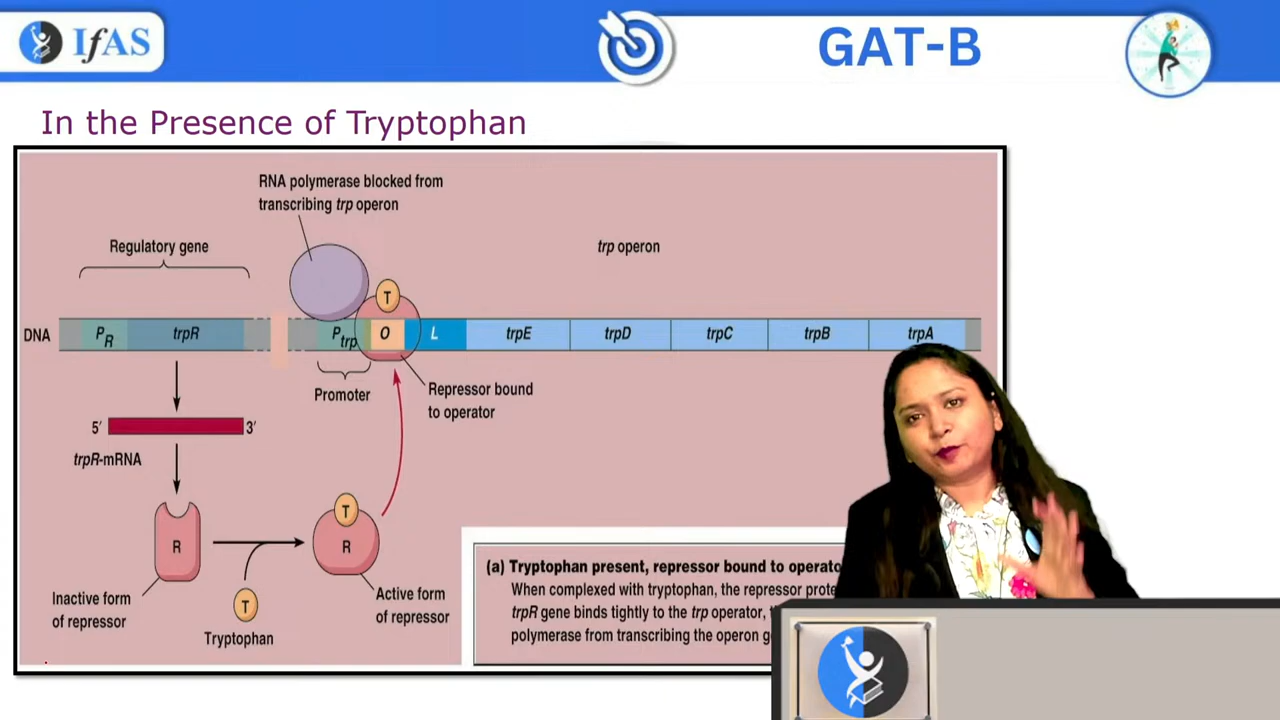 IfAS
GAT-B
In the Presence of Tryptophan
RNA polymerase blocked from
transcribing trp operon
Regulatory gene
trp operon
T
DNA
PR
trpR
Ptrp
O
L
trpE
trpD
trpC
trpB
trpA
Promoter
Repressor bound
to operator
5′
3′
trpR-mRNA
R
T
R
Inactive form
of repressor
T
Tryptophan
Active form
of repressor
(a) Tryptophan present, repressor bound to
When complexed with tryptophan, the repressor
trpR gene binds tightly to the trp operator,
polymerase from transcribing the operon